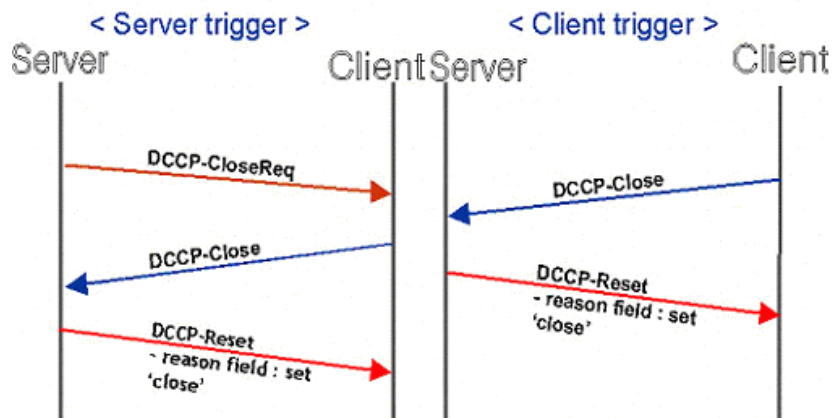 < Server trigger >
< Client trigger >
Server
Client
Server
Client
DCCP-CloseReq
DCCP-Close
DCCP-Reset
- reason field : set
'close'
DCCP-Close
DCCP-Reset
- reason field : set
'close'